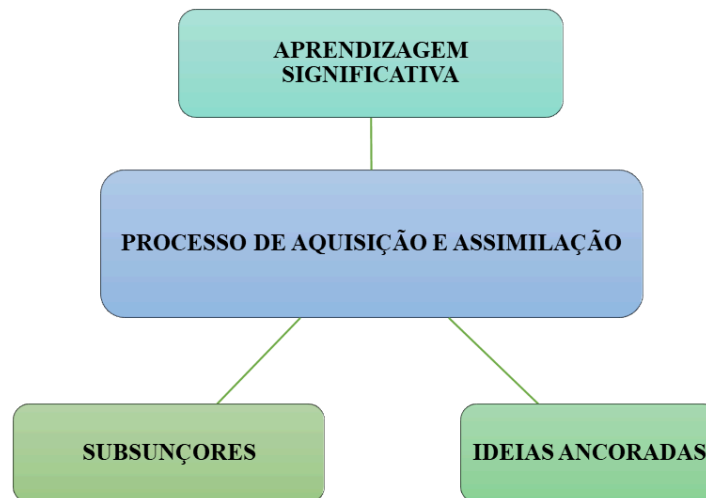 APRENDIZAGEM
SIGNIFICATIVA
PROCESSO DE AQUISIÇÃO E ASSIMILAÇÃO
SUBSUNÇORES
IDEIAS ANCORADAS